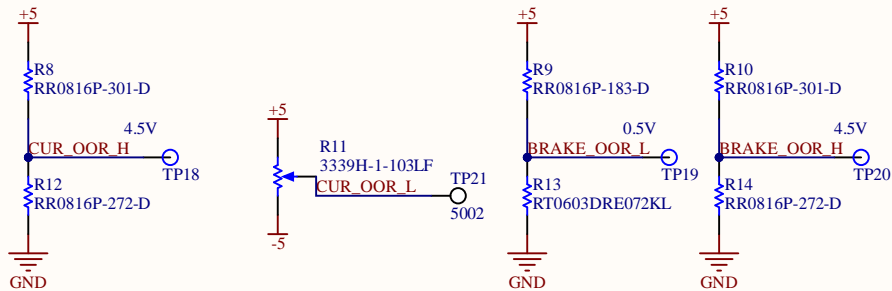 +5
R8
RR0816P-301-D
4.5V
CUR_OOR_H
TP18
R12
RR0816P-272-D
GND
+5
R11
3339H-1-103LF
CUR_OOR_L
TP21
5002
-5
+5
R9
RR0816P-183-D
0.5V
BRAKE_OOR_L
TP19
R13
RT0603DRE072KL
GND
+5
R10
RR0816P-301-D
4.5V
BRAKE_OOR_H
TP20
R14
RR0816P-272-D
GND